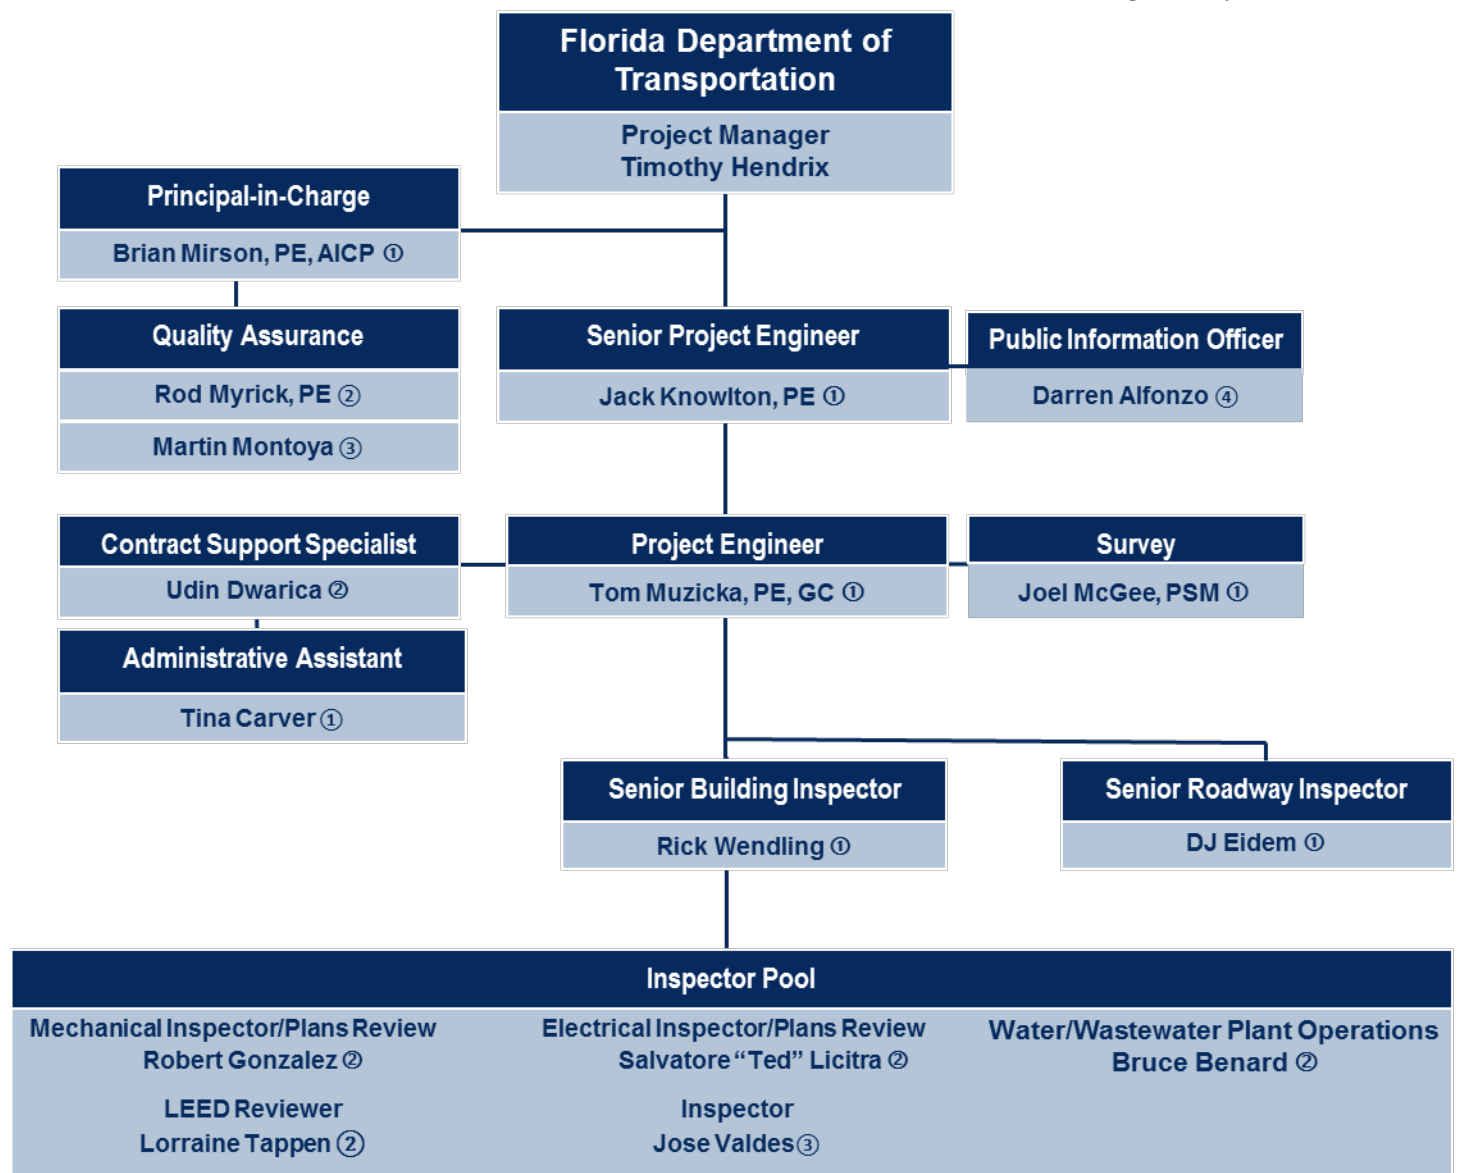 Florida Department of
Transportation
Project Manager
Timothy Hendrix
Principal-in-Charge
Brian Mirson, PE, AICP ①
Quality Assurance
Rod Myrick, PE ②
Martin Montoya ③
Senior Project Engineer
Jack Knowlton, PE ①
Public Information Officer
Darren Alfonzo ④
Contract Support Specialist
Udin Dwarica ②
Project Engineer
Tom Muzicka, PE, GC ①
Survey
Joel McGee, PSM ①
Administrative Assistant
Tina Carver ①
Senior Building Inspector
Rick Wendling ①
Senior Roadway Inspector
DJ Eidem ①
Inspector Pool
Mechanical Inspector/Plans Review
Robert Gonzalez ②
Electrical Inspector/Plans Review
Salvatore “Ted” Licitra ②
Water/Wastewater Plant Operations
Bruce Benard ②
LEED Reviewer
Lorraine Tappen ②
Inspector
Jose Valdes ③